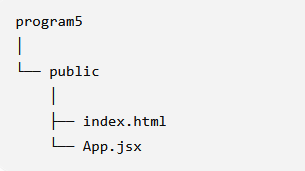 program5
│
└── public
    │
    ├── index.html
    └── App.jsx